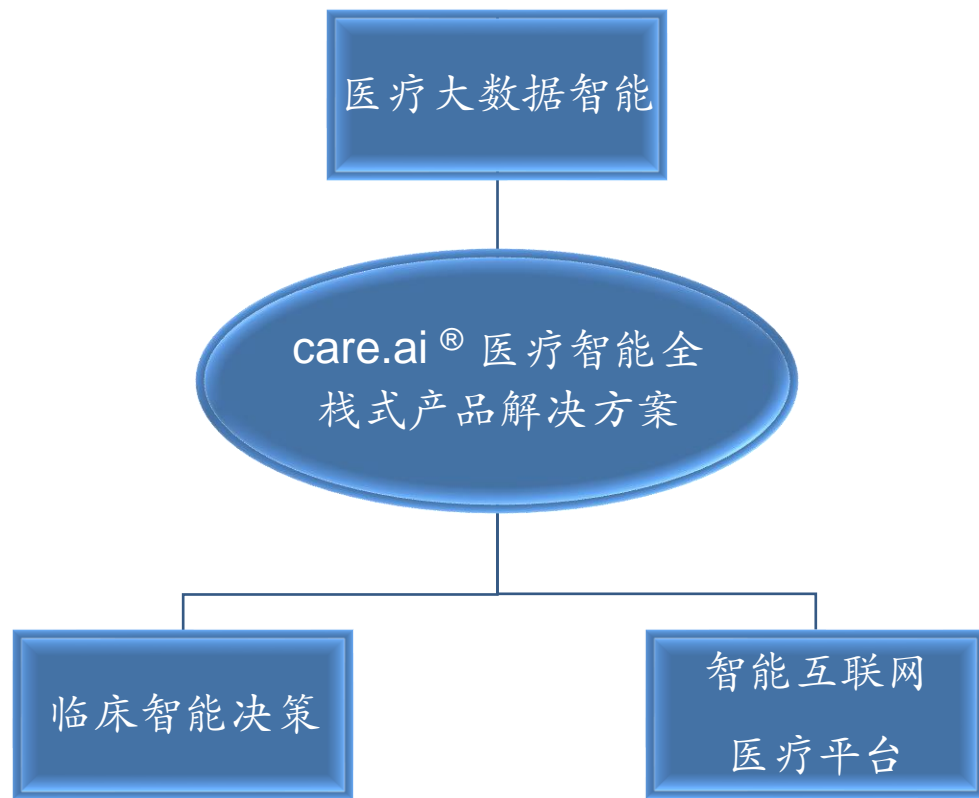 医疗大数据智能
care.ai ® 医疗智能全
栈式产品解决方案
临床智能决策
智能互联网
医疗平台